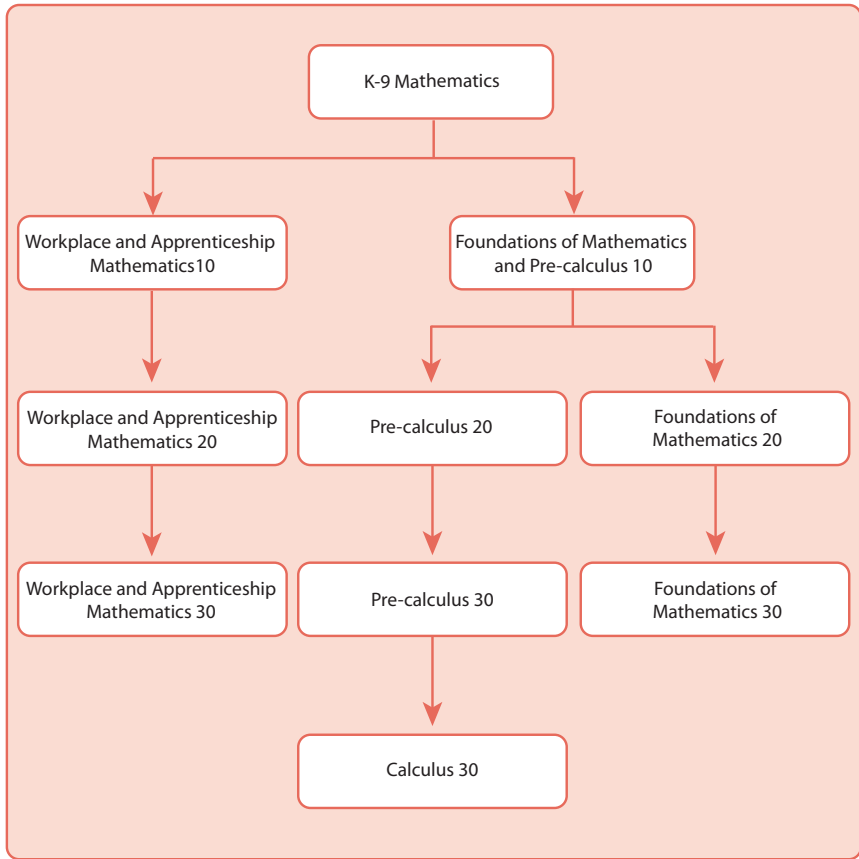 K-9 Mathematics
Workplace and Apprenticeship
Mathematics10
Foundations of Mathematics
and Pre-calculus 10
Workplace and Apprenticeship
Mathematics 20
Pre-calculus 20
Foundations of
Mathematics 20
Workplace and Apprenticeship
Mathematics 30
Pre-calculus 30
Foundations of
Mathematics 30
Calculus 30